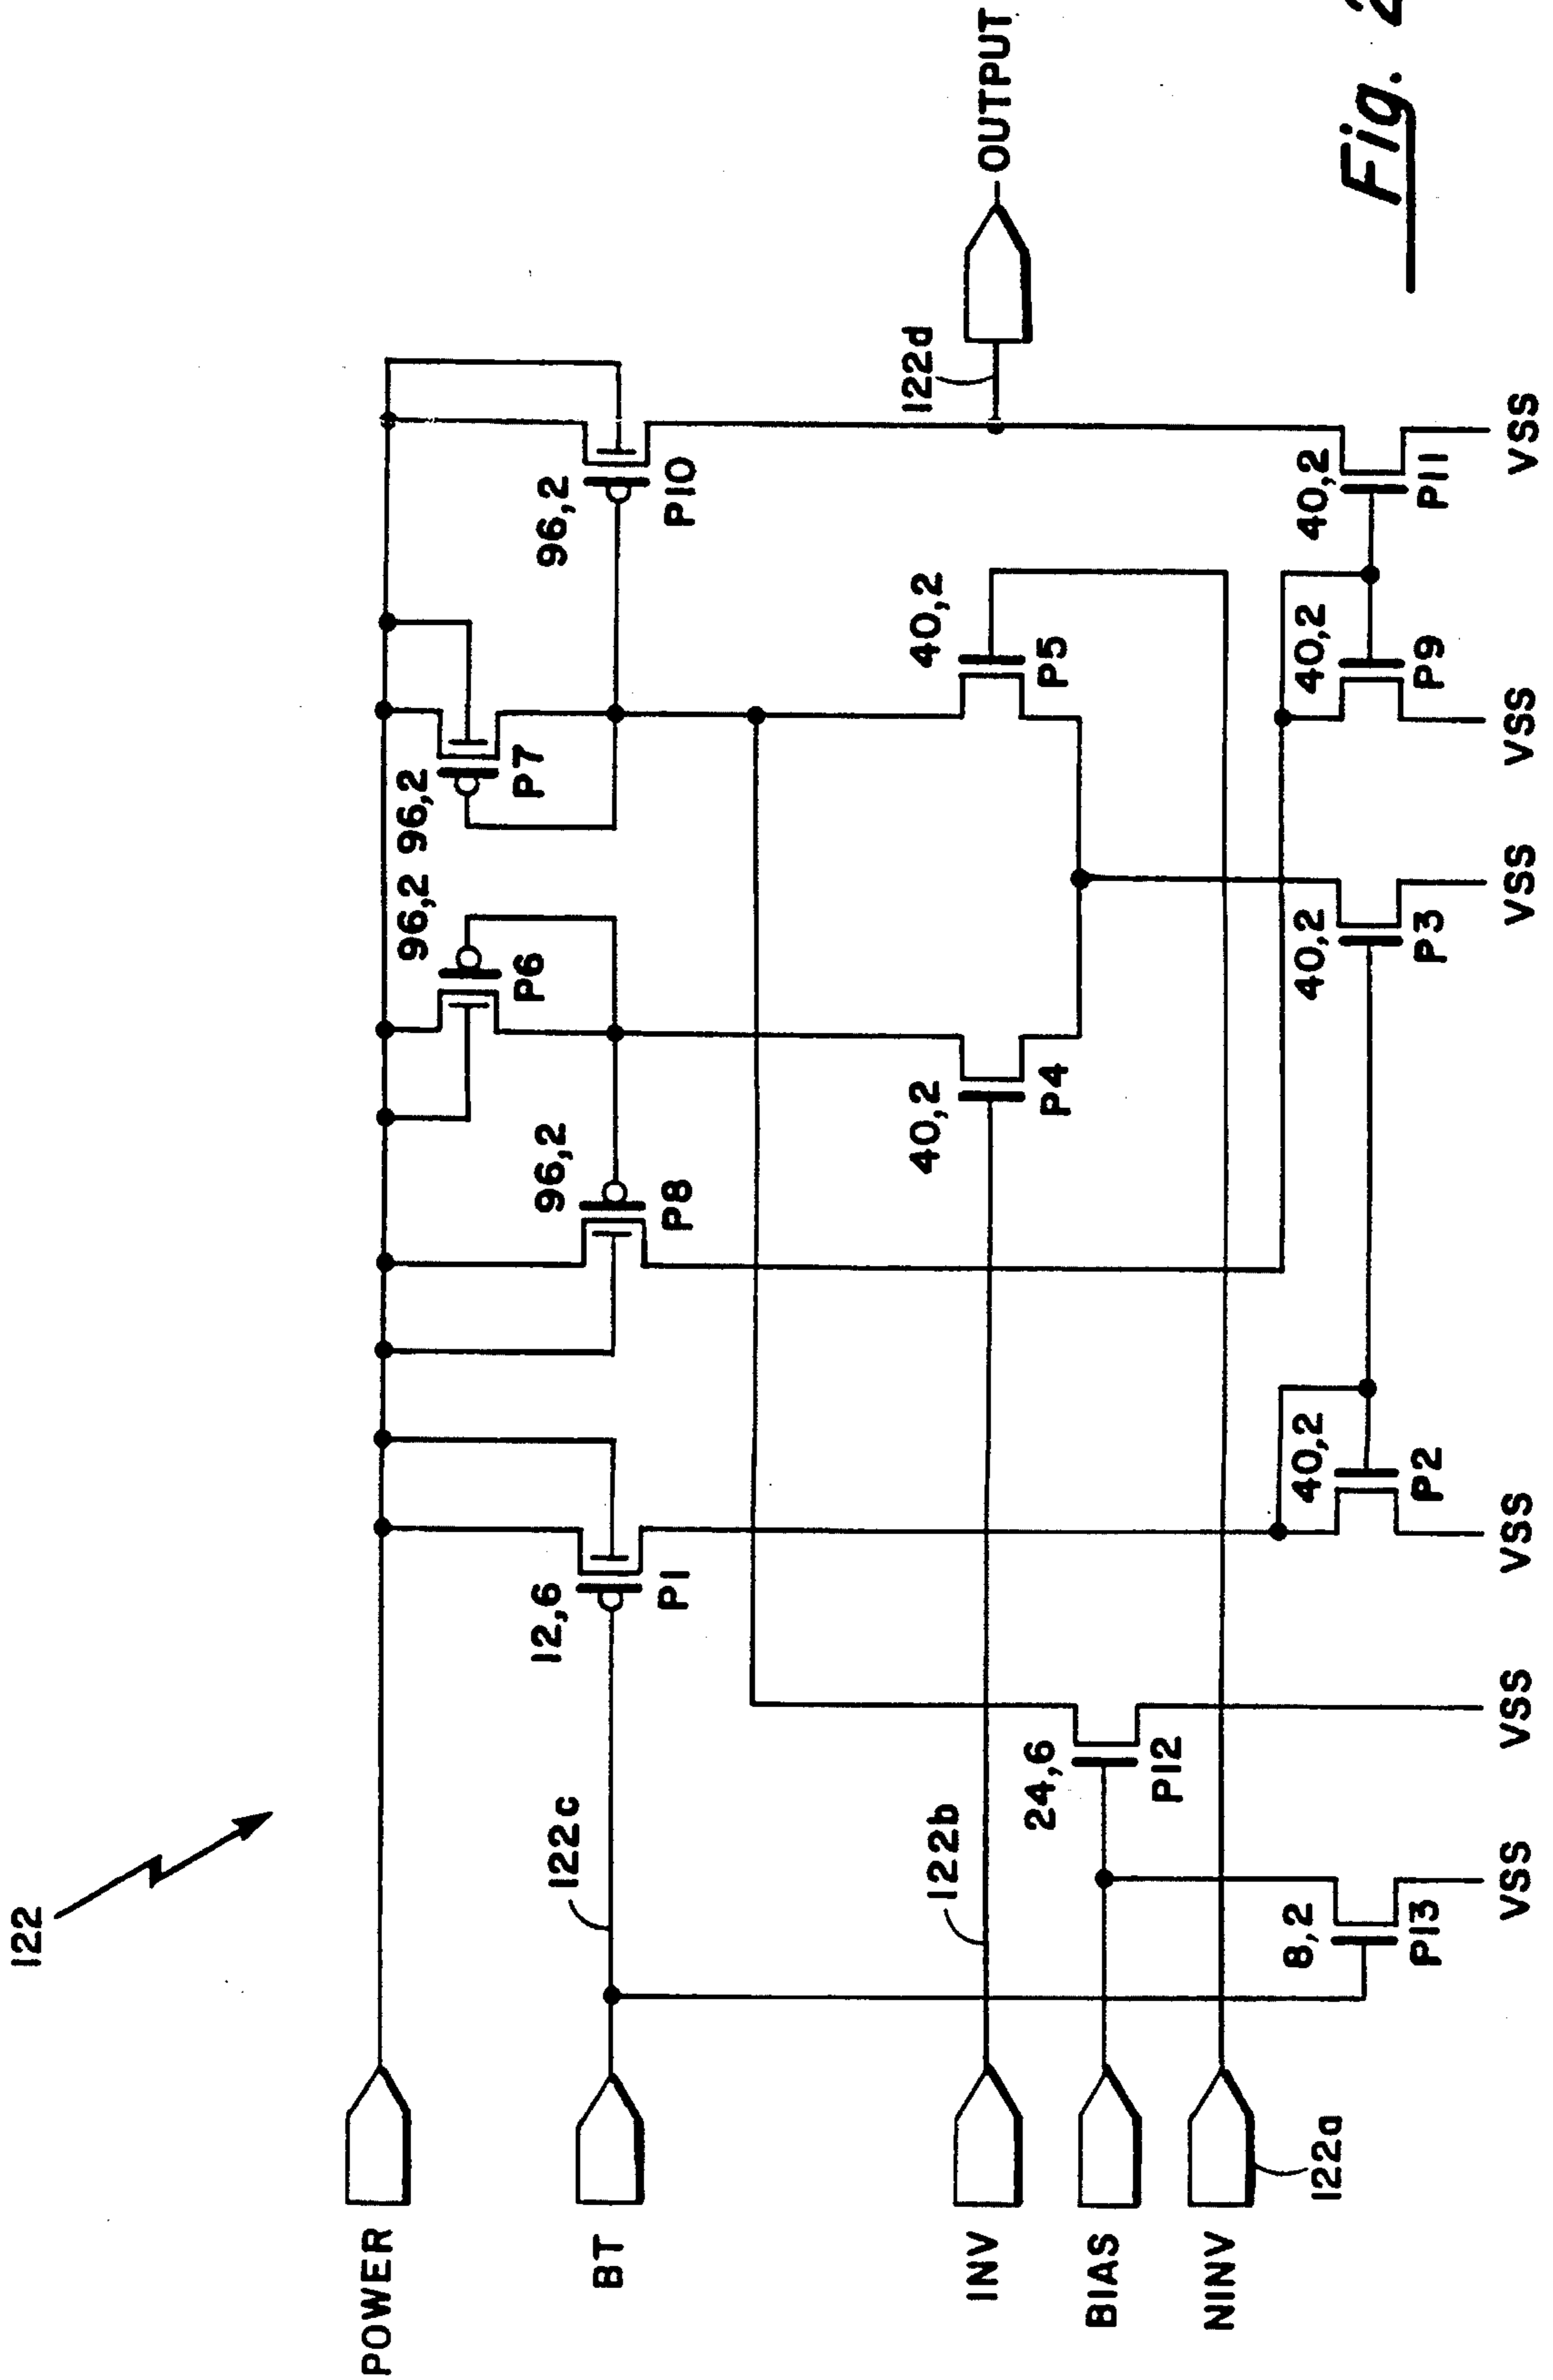 122
POWER
96,2 96,2
P6
P7
BT
122c
12,6
P1
96,2
P8
96,2
P10
INV
122b
40,2
P4
40,2
P5
122d
OUTPUT
BIAS
24,6
P12
NINV
122a
8,2
P13
40,2
P2
40,2
P3
40,2
P9
40,2
P11
VSS
VSS
VSS
VSS
VSS
VSS
Fig. 2